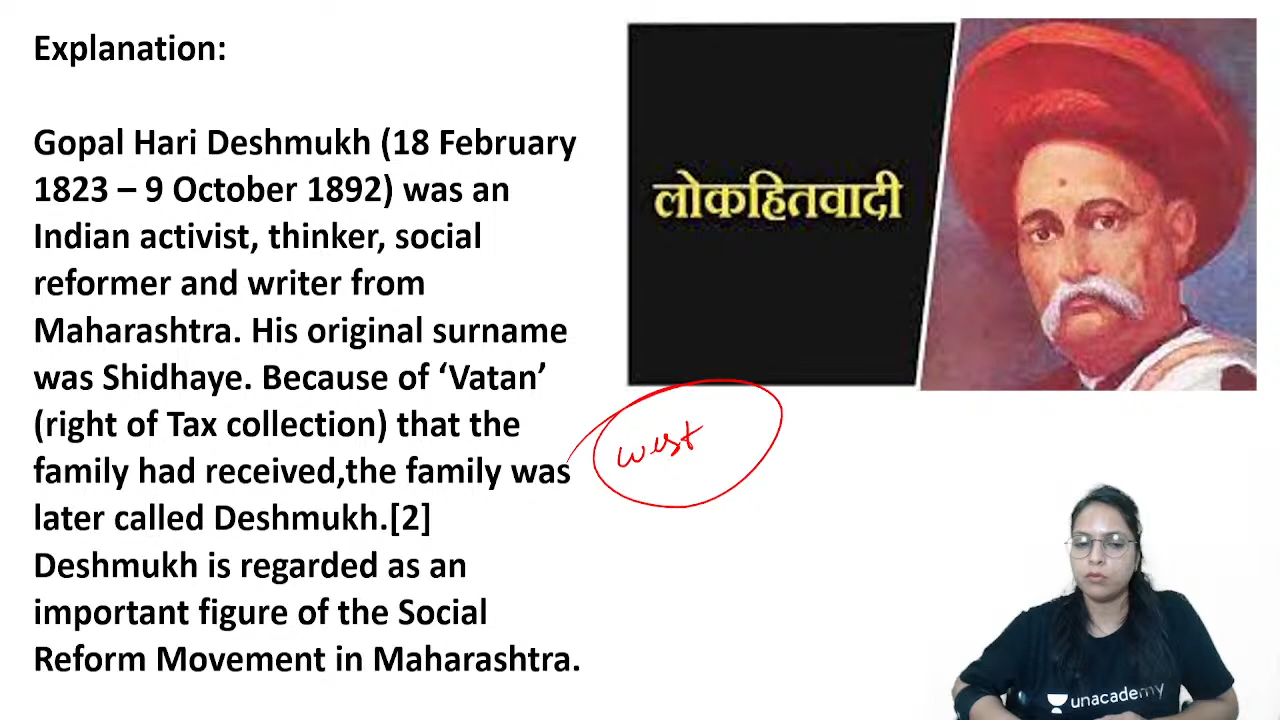 Explanation:
Gopal Hari Deshmukh (18 February
1823 – 9 October 1892) was an
Indian activist, thinker, social
reformer and writer from
Maharashtra. His original surname
was Shidhaye. Because of ‘Vatan’
(right of Tax collection) that the
family had received,the family was
later called Deshmukh.[2]
Deshmukh is regarded as an
important figure of the Social
Reform Movement in Maharashtra.
लोकहितवादी
west
unacademy